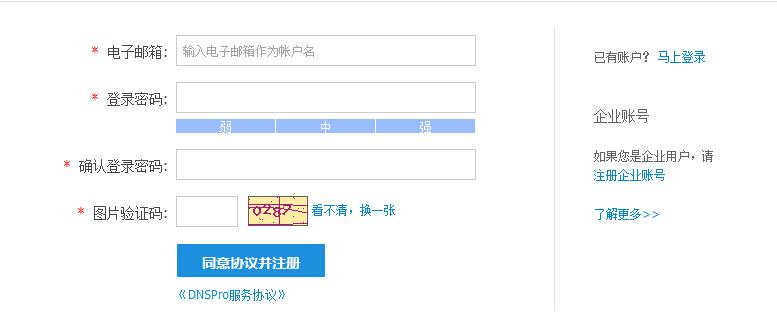 * 电子邮箱: 输入电子邮箱作为帐户名
* 登录密码:
弱 中 强
* 确认登录密码:
* 图片验证码: 0287 看不清，换一张
同意协议并注册
《DNSPro服务协议》
已有账户？ 马上登录
企业账号
如果您是企业用户，请
注册企业账号
了解更多>>